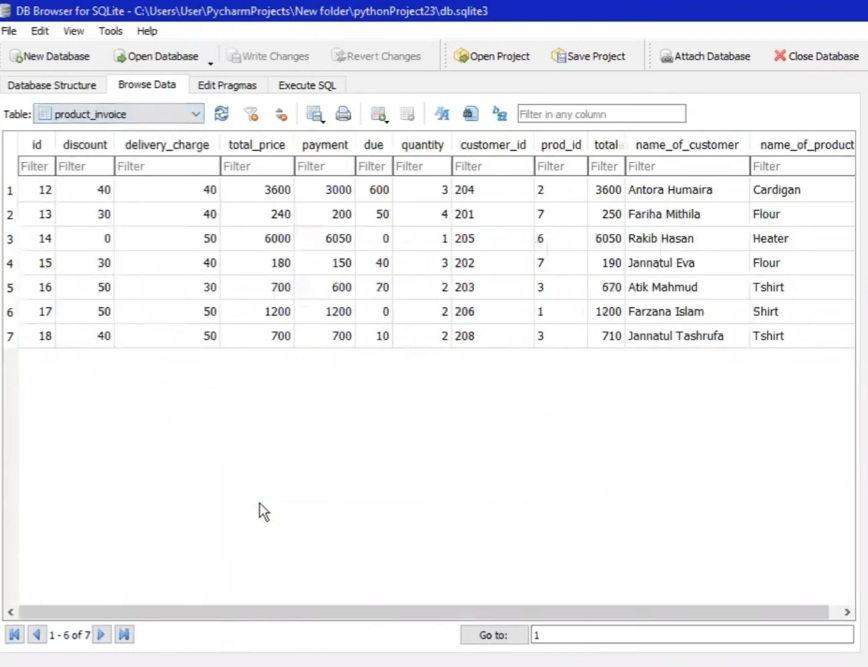 DB Browser for SQLite - C:\Users\User\PycharmProjects\New folder\pythonProject23\db.sqlite3
File Edit View Tools Help
New Database Open Database Write Changes Revert Changes Open Project Save Project Attach Database Close Database
Database Structure Browse Data Edit Pragmas Execute SQL
Table: product_invoice Filter in any column
id discount delivery_charge total_price payment due quantity customer_id prod_id total name_of_customer name_of_product
Filter Filter Filter Filter Filter Filter Filter Filter Filter Filter Filter Filter
1 12 40 40 3600 3000 600 3 204 2 3600 Antora Humaira Cardigan
2 13 30 40 240 200 50 4 201 7 250 Fariha Mithila Flour
3 14 0 50 6000 6050 0 1 205 6 6050 Rakib Hasan Heater
4 15 30 40 180 150 40 3 202 7 190 Jannatul Eva Flour
5 16 50 30 700 600 70 2 203 3 670 Atik Mahmud Tshirt
6 17 50 50 1200 1200 0 2 206 1 1200 Farzana Islam Shirt
7 18 40 50 700 700 10 2 208 3 710 Jannatul Tashrufa Tshirt
1 - 6 of 7 Go to: 1